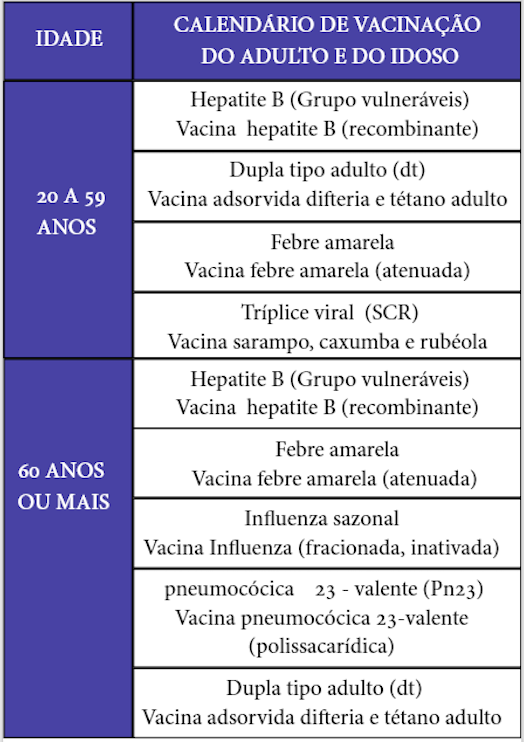 IDADE
CALENDÁRIO DE VACINAÇÃO
DO ADULTO E DO IDOSO
20 A 59
ANOS
Hepatite B (Grupo vulneráveis)
Vacina hepatite B (recombinante)
Dupla tipo adulto (dt)
Vacina adsorvida difteria e tétano adulto
Febre amarela
Vacina febre amarela (atenuada)
Tríplice viral (SCR)
Vacina sarampo, caxumba e rubéola
60 ANOS
OU MAIS
Hepatite B (Grupo vulneráveis)
Vacina hepatite B (recombinante)
Febre amarela
Vacina febre amarela (atenuada)
Influenza sazonal
Vacina Influenza (fracionada, inativada)
pneumocócica 23 - valente (Pn23)
Vacina pneumocócica 23-valente
(polissacarídica)
Dupla tipo adulto (dt)
Vacina adsorvida difteria e tétano adulto